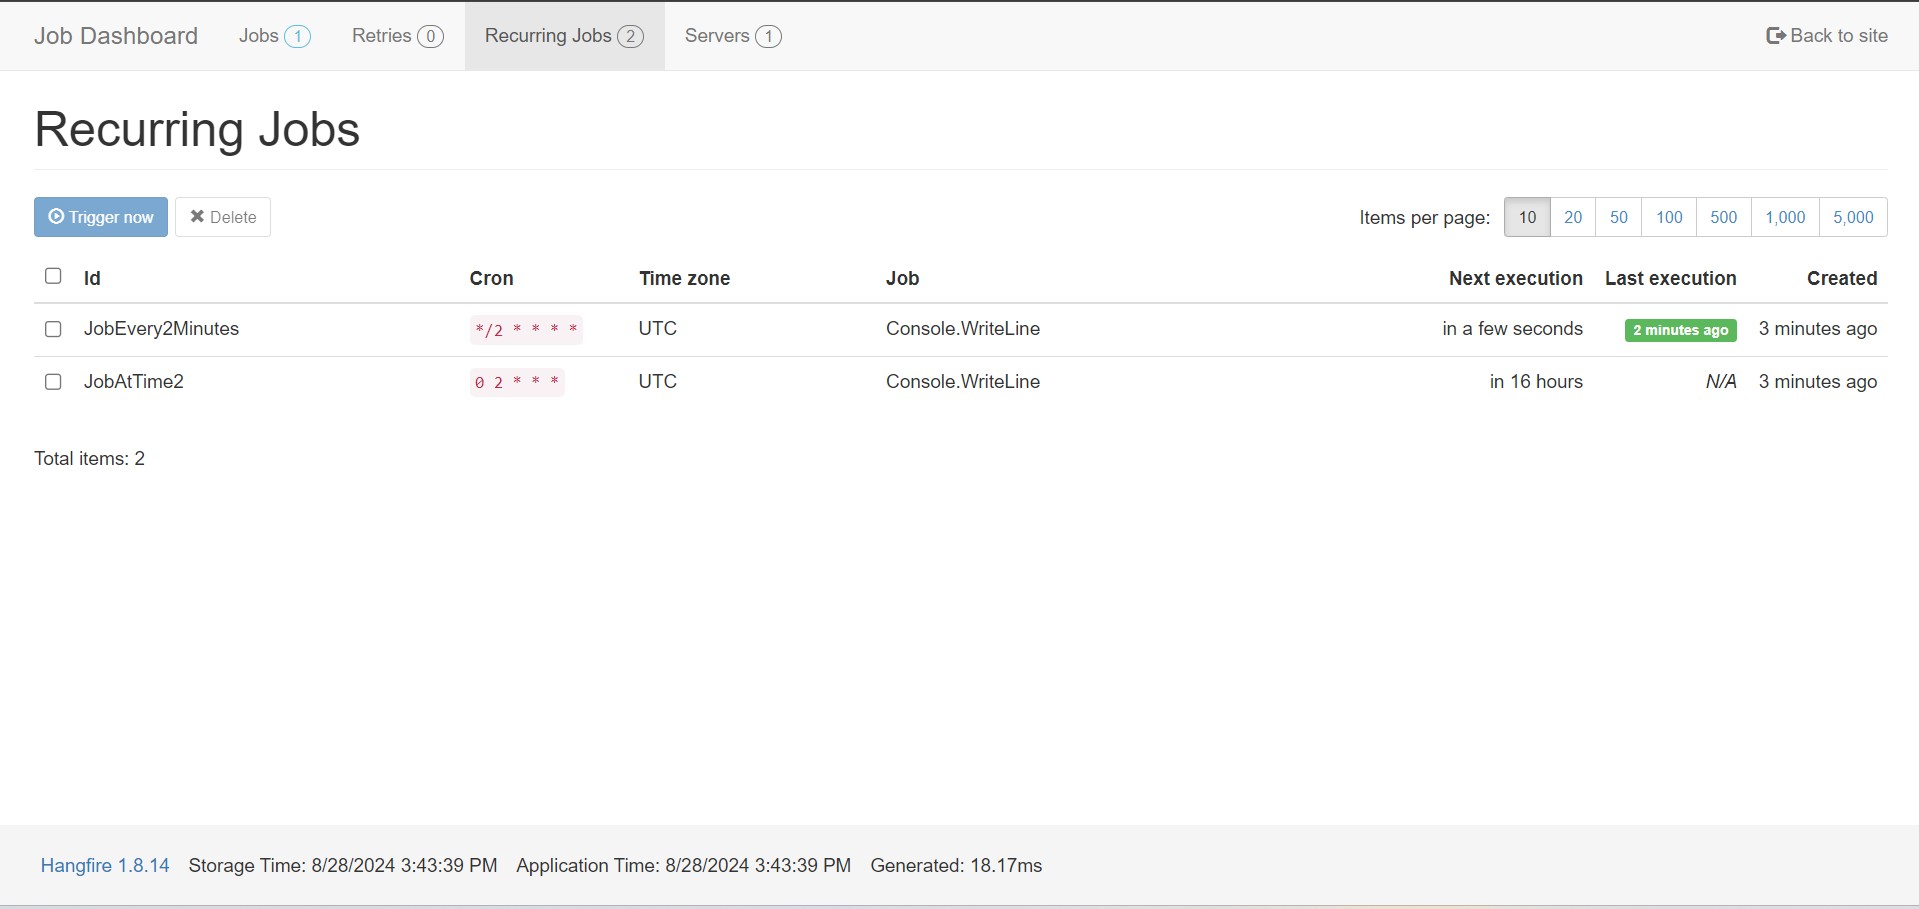 Job Dashboard Jobs 1 Retries 0 Recurring Jobs 2 Servers 1 Back to site
Recurring Jobs
Trigger now Delete Items per page: 10 20 50 100 500 1,000 5,000
Id Cron Time zone Job Next execution Last execution Created
JobEvery2Minutes */2 * * * * UTC Console.WriteLine in a few seconds 2 minutes ago 3 minutes ago
JobAtTime2 0 2 * * * UTC Console.WriteLine in 16 hours N/A 3 minutes ago
Total items: 2
Hangfire 1.8.14 Storage Time: 8/28/2024 3:43:39 PM Application Time: 8/28/2024 3:43:39 PM Generated: 18.17ms